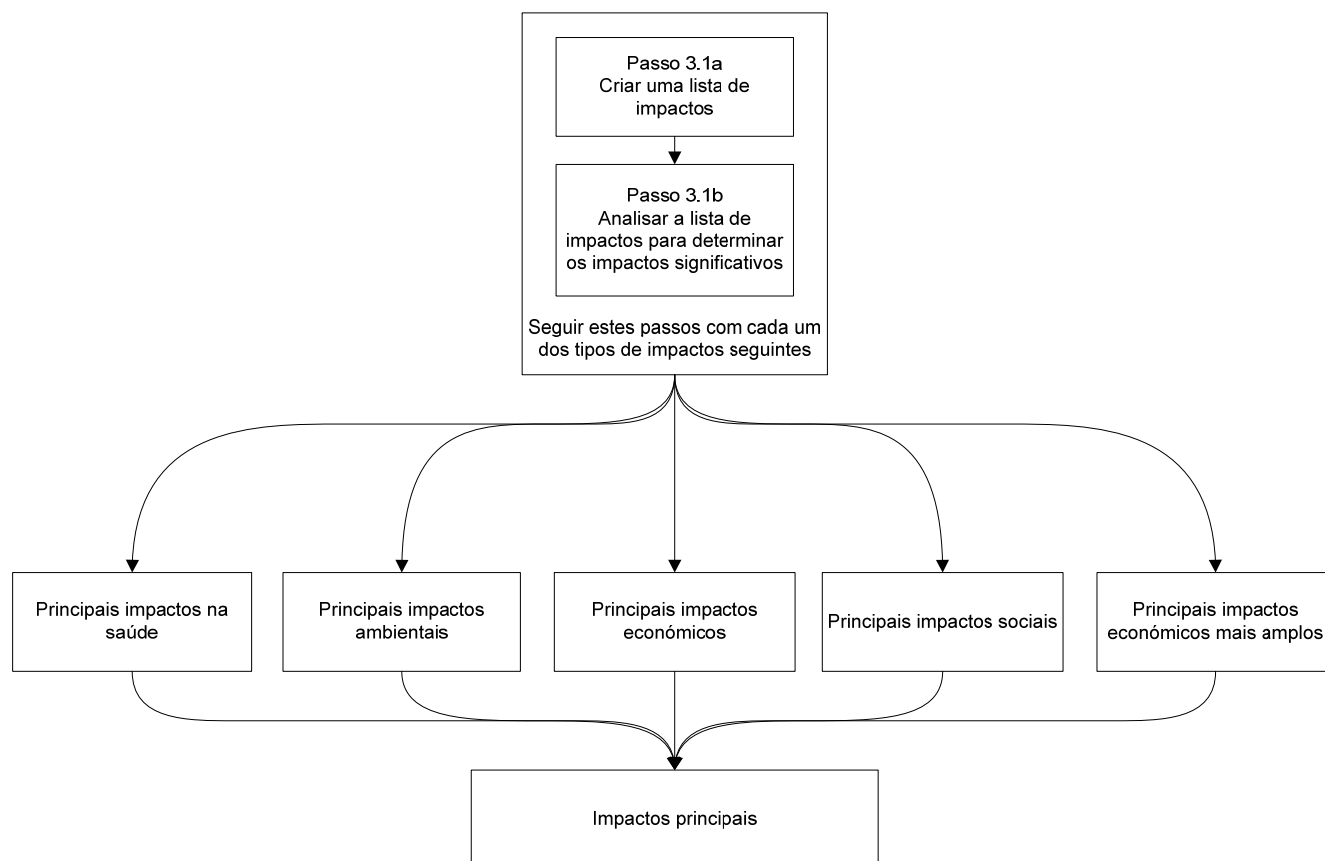 Passo 3.1a
Criar uma lista de
impactos
Passo 3.1b
Analisar a lista de
impactos para determinar
os impactos significativos
Seguir estes passos com cada um
dos tipos de impactos seguintes
Principais impactos na
saúde
Principais impactos
ambientais
Principais impactos
económicos
Principais impactos sociais
Principais impactos
económicos mais amplos
Impactos principais